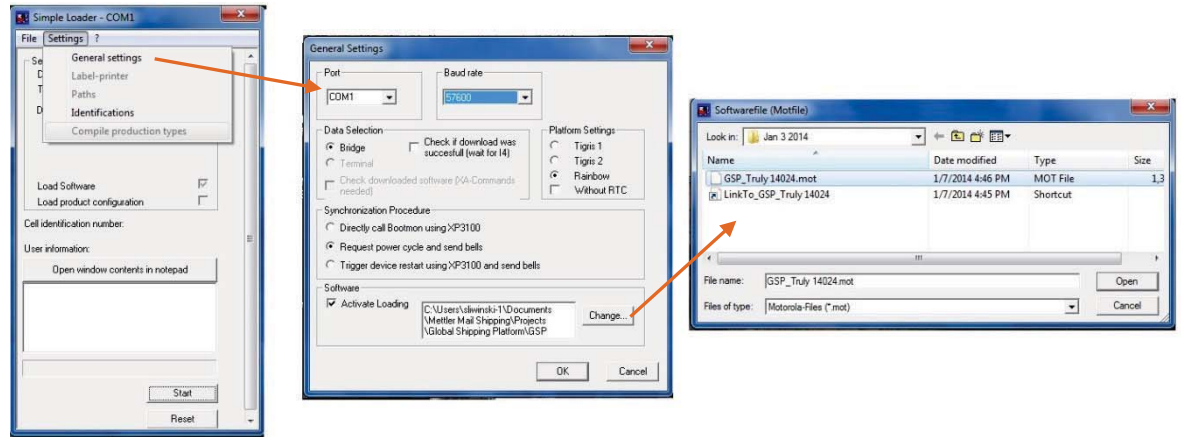 Simple Loader - COM1
File Settings ?
General settings
Label-printer
Paths
Identifications
Compile production types
Se
D
T
D
Load Software
Load product configuration
Cell identification number:
User information:
Open window contents in notepad
Start
Reset
General Settings
Port
COM1
Baud rate
57600
Data Selection
Bridge
Terminal
Check if download was
succesfull (wait for I4)
Check downloaded software (XA-Commands
needed)
Platform Settings
Tigris 1
Tigris 2
Rainbow
Without RTC
Synchronization Procedure
Directly call Bootmon using XP3100
Request power cycle and send bells
Trigger device restart using XP3100 and send bells
Software
Activate Loading
C:\Users\sliwinski-1\Documents
\Mettler Mail Shipping\Projects
\Global Shipping Platform\GSP
Change...
OK Cancel
Softwarefile (Motfile)
Look in: Jan 3 2014
Name Date modified Type Size
GSP_Truly 14024.mot 1/7/2014 4:46 PM MOT File 1,3
LinkTo_GSP_Truly 14024 1/7/2014 4:45 PM Shortcut
File name: GSP_Truly 14024.mot Open
Files of type: Motorola-Files (*.mot) Cancel